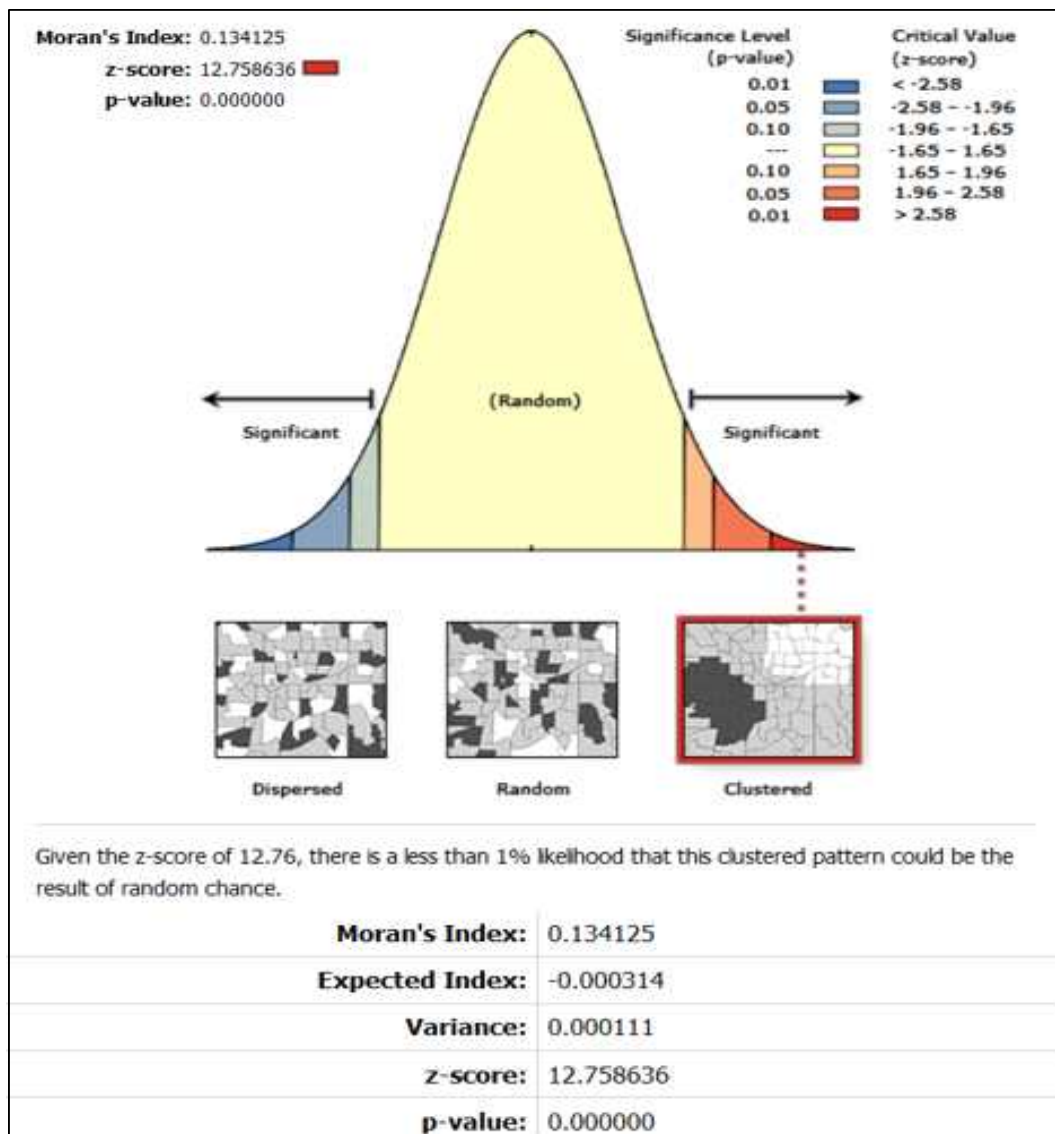 Moran's Index: 0.134125
z-score: 12.758636
p-value: 0.000000
Significance Level
(p-value)
Critical Value
(z-score)
0.01 < -2.58
0.05 -2.58 - -1.96
0.10 -1.96 - -1.65
--- -1.65 - 1.65
0.10 1.65 - 1.96
0.05 1.96 - 2.58
0.01 > 2.58
(Random)
Significant
Significant
Dispersed
Random
Clustered
Given the z-score of 12.76, there is a less than 1% likelihood that this clustered pattern could be the
result of random chance.
Moran's Index: 0.134125
Expected Index: -0.000314
Variance: 0.000111
z-score: 12.758636
p-value: 0.000000